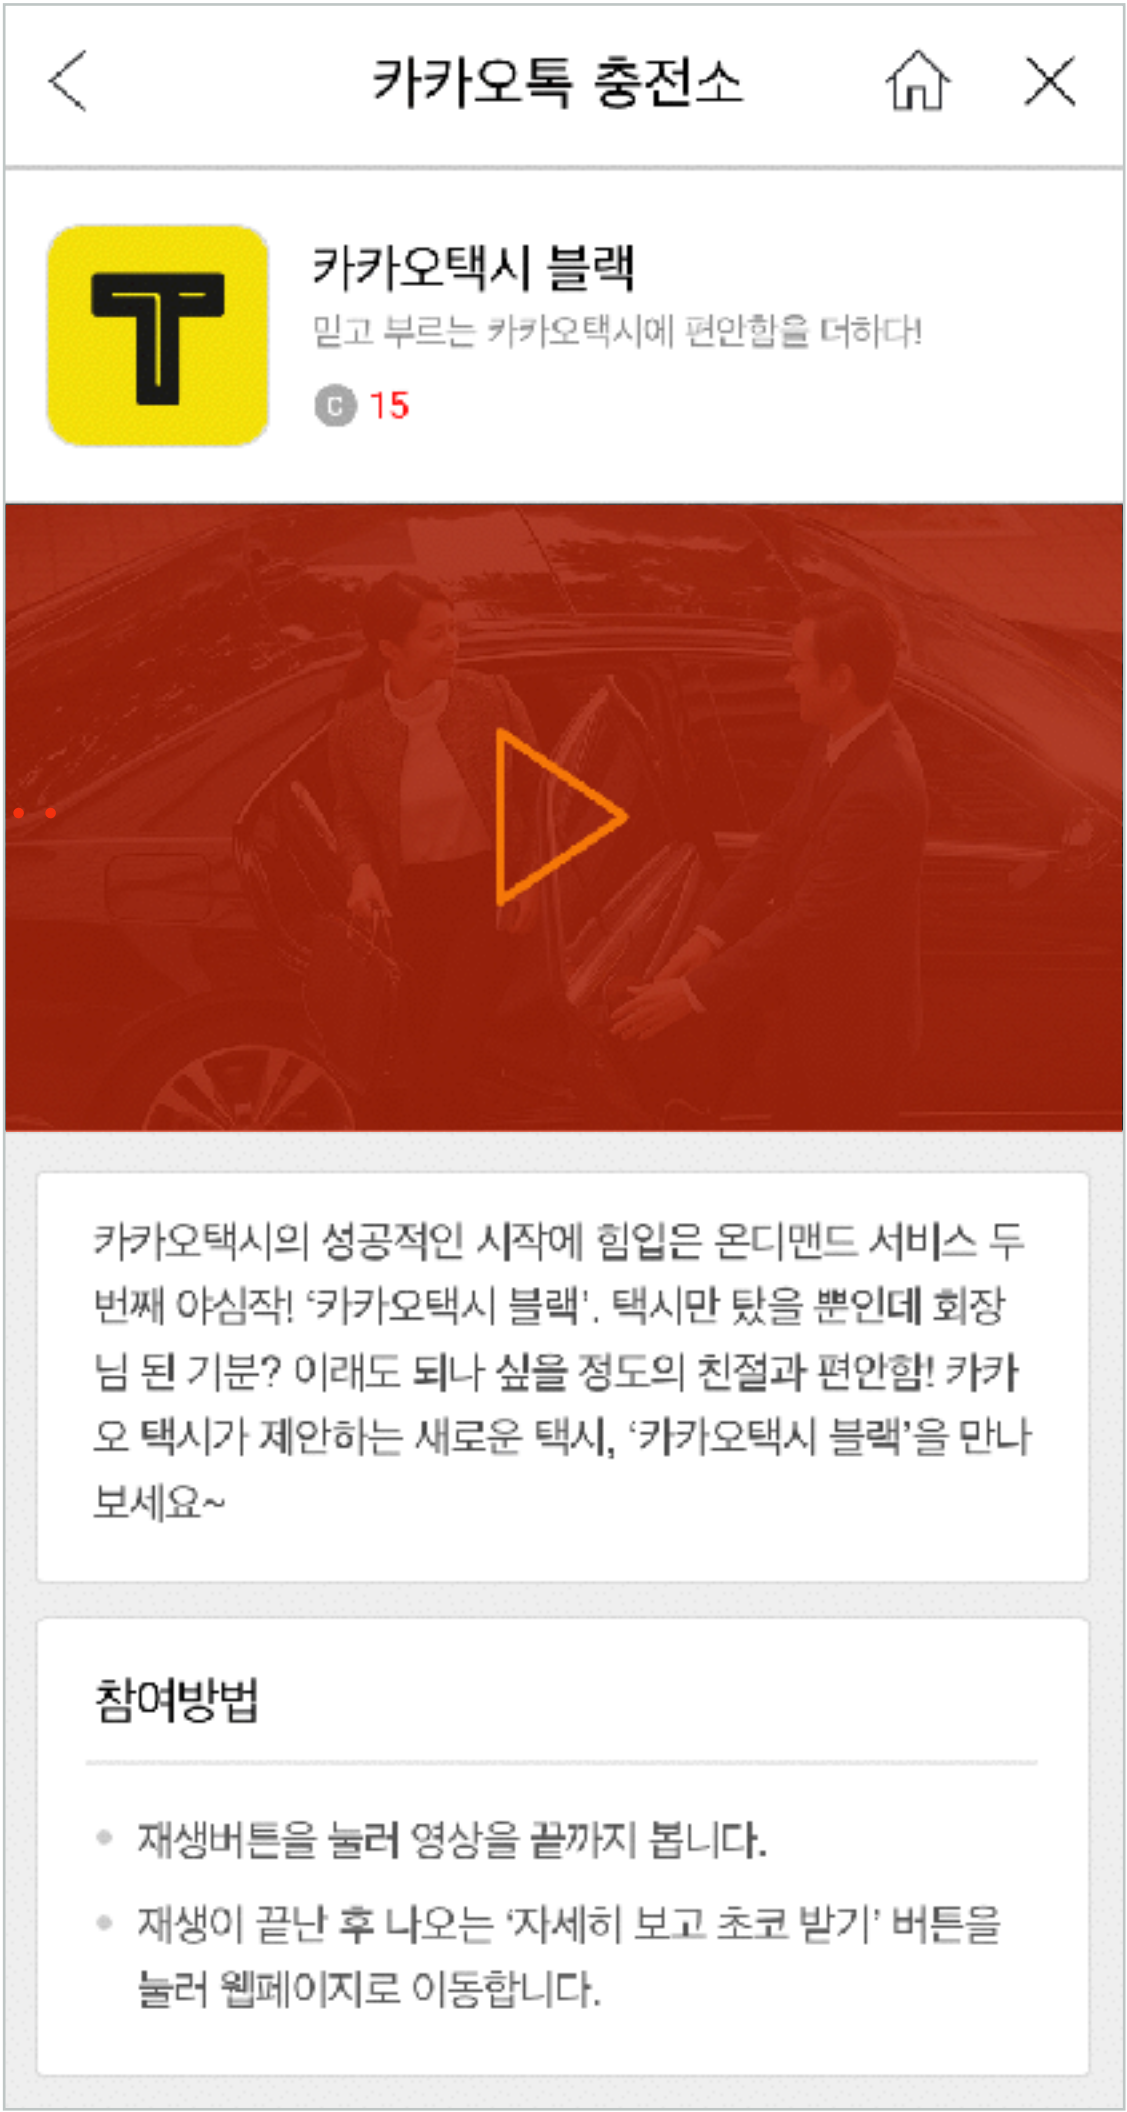 카카오톡 충전소
카카오택시 블랙
믿고 부르는 카카오택시에 편안함을 더하다!
C 15
카카오택시의 성공적인 시작에 힘입은 온디맨드 서비스 두
번째 야심작! ‘카카오택시 블랙’. 택시만 탔을 뿐인데 회장
님 된 기분? 이래도 되나 싶을 정도의 친절과 편안함! 카카
오 택시가 제안하는 새로운 택시, ‘카카오택시 블랙’을 만나
보세요~
참여방법
재생버튼을 눌러 영상을 끝까지 봅니다.
재생이 끝난 후 나오는 ‘자세히 보고 초코 받기’ 버튼을
눌러 웹페이지로 이동합니다.